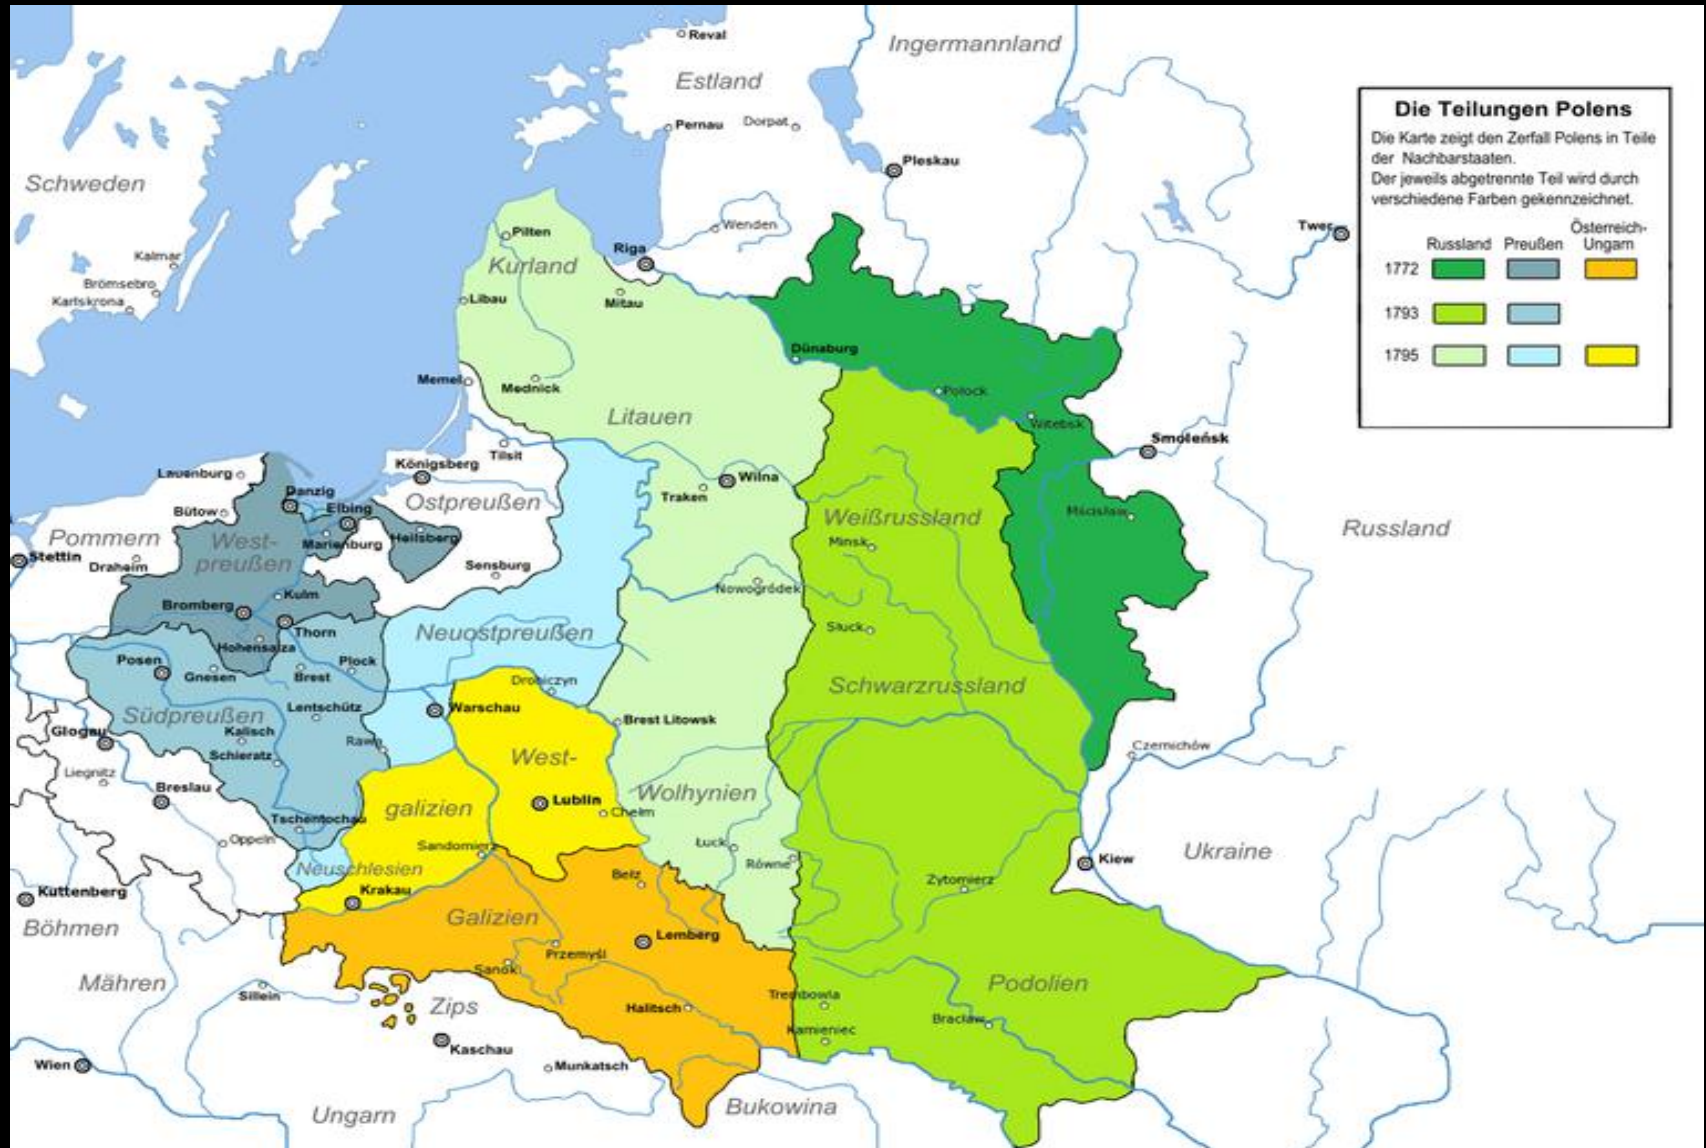 Reval
Ingermannland
Estland
Pernau
Dorpat
Pleskau
Schweden
Die Teilungen Polens
Die Karte zeigt den Zerfall Polens in Teile
der Nachbarstaaten.
Der jeweils abgetrennte Teil wird durch
verschiedene Farben gekennzeichnet.
Russland Preußen Österreich-
Ungarn
1772
1793
1795
Twer
Wenden
Pilten
Riga
Kurland
Kalmar
Brömsebro
Karlskrona
Libau
Mitau
Dünaburg
Memel
Mednick
Polock
Litauen
Witebsk
Smoleńsk
Tilsit
Königsberg
Lauenburg
Wilna
Traken
Danzig
Ostpreußen
Elbing
Bütow
Weißrussland
Mścisław
Russland
Pommern
West-
preußen
Marienburg
Heilsberg
Minsk
Stettin
Draheim
Sensburg
Nowogródek
Kulm
Bromberg
Thorn
Neuostpreußen
Słuck
Hohensalza
Posen
Gnesen
Brest
Plock
Drohiczyn
Schwarzrussland
Südpreußen
Lentschütz
Warschau
Brest Litowsk
Glogau
Kalisch
Rawa
Schieratz
West-
Czernichów
Liegnitz
Breslau
Lublin
Wolhynien
galizien
Chełm
Tschentochau
Oppeln
Sandomierz
Łuck
Równe
Kiew
Ukraine
Neuschlesien
Belz
Zytomierz
Kuttenberg
Krakau
Böhmen
Galizien
Lemberg
Przemyśl
Sanok
Mähren
Podolien
Sillein
Zips
Halitsch
Trembowla
Bracław
Kamieniec
Kaschau
Wien
Munkatsch
Ungarn
Bukowina